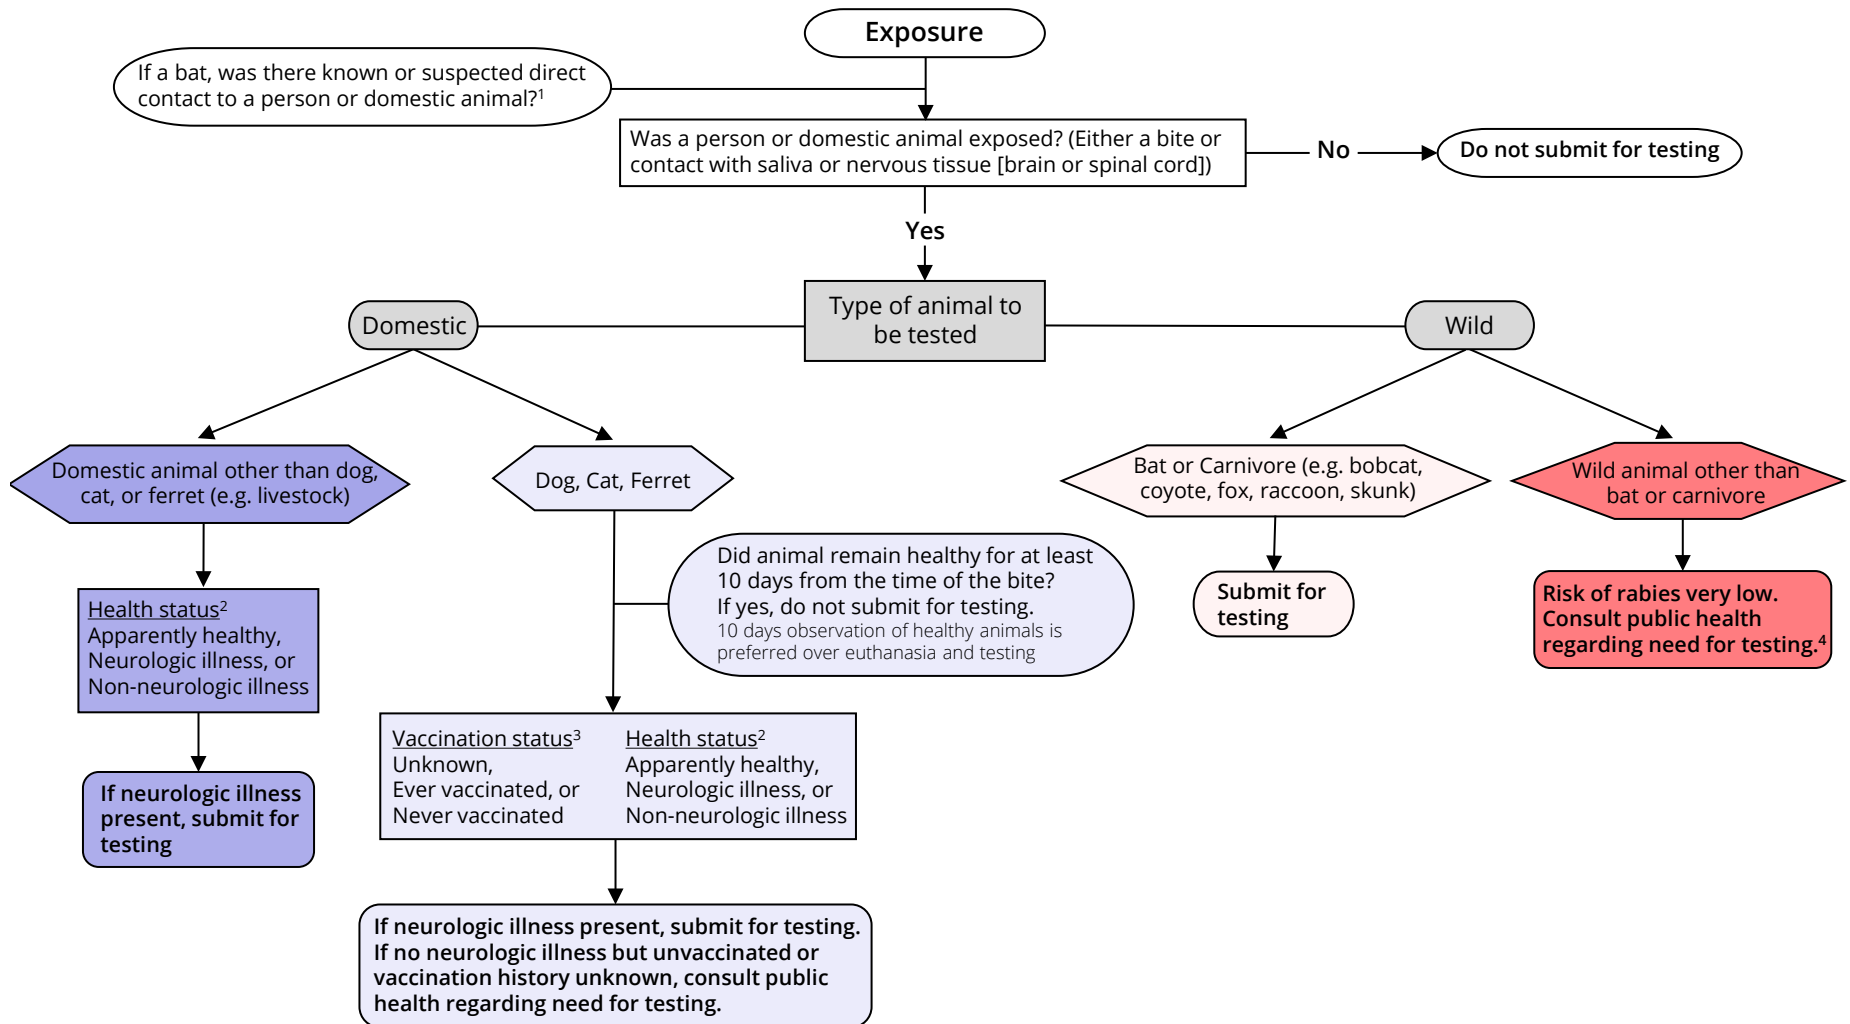 Exposure
If a bat, was there known or suspected direct
contact to a person or domestic animal?1
Was a person or domestic animal exposed? (Either a bite or
contact with saliva or nervous tissue [brain or spinal cord])
No
Do not submit for testing
Yes
Type of animal to
be tested
Domestic
Wild
Domestic animal other than dog,
cat, or ferret (e.g. livestock)
Dog, Cat, Ferret
Bat or Carnivore (e.g. bobcat,
coyote, fox, raccoon, skunk)
Wild animal other than
bat or carnivore
Did animal remain healthy for at least
10 days from the time of the bite?
If yes, do not submit for testing.
10 days observation of healthy animals is
preferred over euthanasia and testing
Submit for
testing
Risk of rabies very low.
Consult public health
regarding need for testing.4
Health status2
Apparently healthy,
Neurologic illness, or
Non-neurologic illness
Vaccination status3
Unknown,
Ever vaccinated, or
Never vaccinated
Health status2
Apparently healthy,
Neurologic illness, or
Non-neurologic illness
If neurologic illness
present, submit for
testing
If neurologic illness present, submit for testing.
If no neurologic illness but unvaccinated or
vaccination history unknown, consult public
health regarding need for testing.